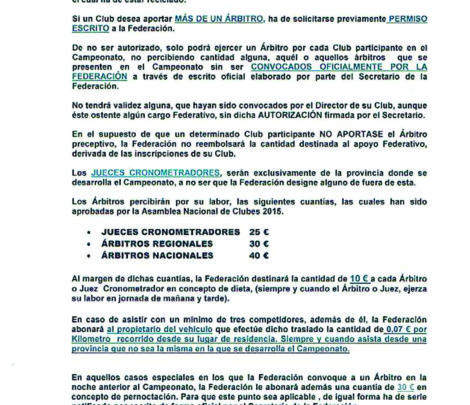 Si un Club desea aportar MÁS DE UN ÁRBITRO, ha de solicitarse previamente PERMISO
ESCRITO a la Federación.
De no ser autorizado, solo podrá ejercer un Árbitro por cada Club participante en el
Campeonato, no percibiendo cantidad alguna, aquél o aquellos árbitros que se
presenten en el Campeonato sin ser CONVOCADOS OFICIALMENTE POR LA
FEDERACIÓN a través de escrito oficial elaborado por parte del Secretario de la
Federación.
No tendrá validez alguna, que hayan sido convocados por el Director de su Club, aunque
éste ostente algún cargo Federativo, sin dicha AUTORIZACIÓN firmada por el Secretario.
En el supuesto de que un determinado Club participante NO APORTASE el Árbitro
preceptivo, la Federación no reembolsará la cantidad destinada al apoyo Federativo,
derivada de las inscripciones de su Club.
Los JUECES CRONOMETRADORES, serán exclusivamente de la provincia donde se
desarrolla el Campeonato, a no ser que la Federación designe alguno de fuera de esta.
Los Árbitros percibirán por su labor, las siguientes cuantías, las cuales han sido
aprobadas por la Asamblea Nacional de Clubes 2015.
• JUECES CRONOMETRADORES 25 €
• ÁRBITROS REGIONALES 30 €
• ÁRBITROS NACIONALES 40 €
Al margen de dichas cuantías, la Federación destinará la cantidad de 10 € a cada Árbitro
o Juez Cronometrador en concepto de dieta, (siempre y cuando el Árbitro o Juez, ejerza
su labor en jornada de mañana y tarde).
En caso de asistir con un mínimo de tres competidores, además de él, la Federación
abonará al propietario del vehículo que efectúe dicho traslado la cantidad de 0,07 € por
Kilometro recorrido desde su lugar de residencia. Siempre y cuando asista desde una
provincia que no sea la misma en la que se desarrolla el Campeonato.
En aquellos casos especiales en los que la Federación convoque a un Árbitro en la
noche anterior al Campeonato, la Federación le abonará además una cuantía de 30 € en
concepto de pernoctación. Para que este punto sea aplicable , de igual forma ha de serle